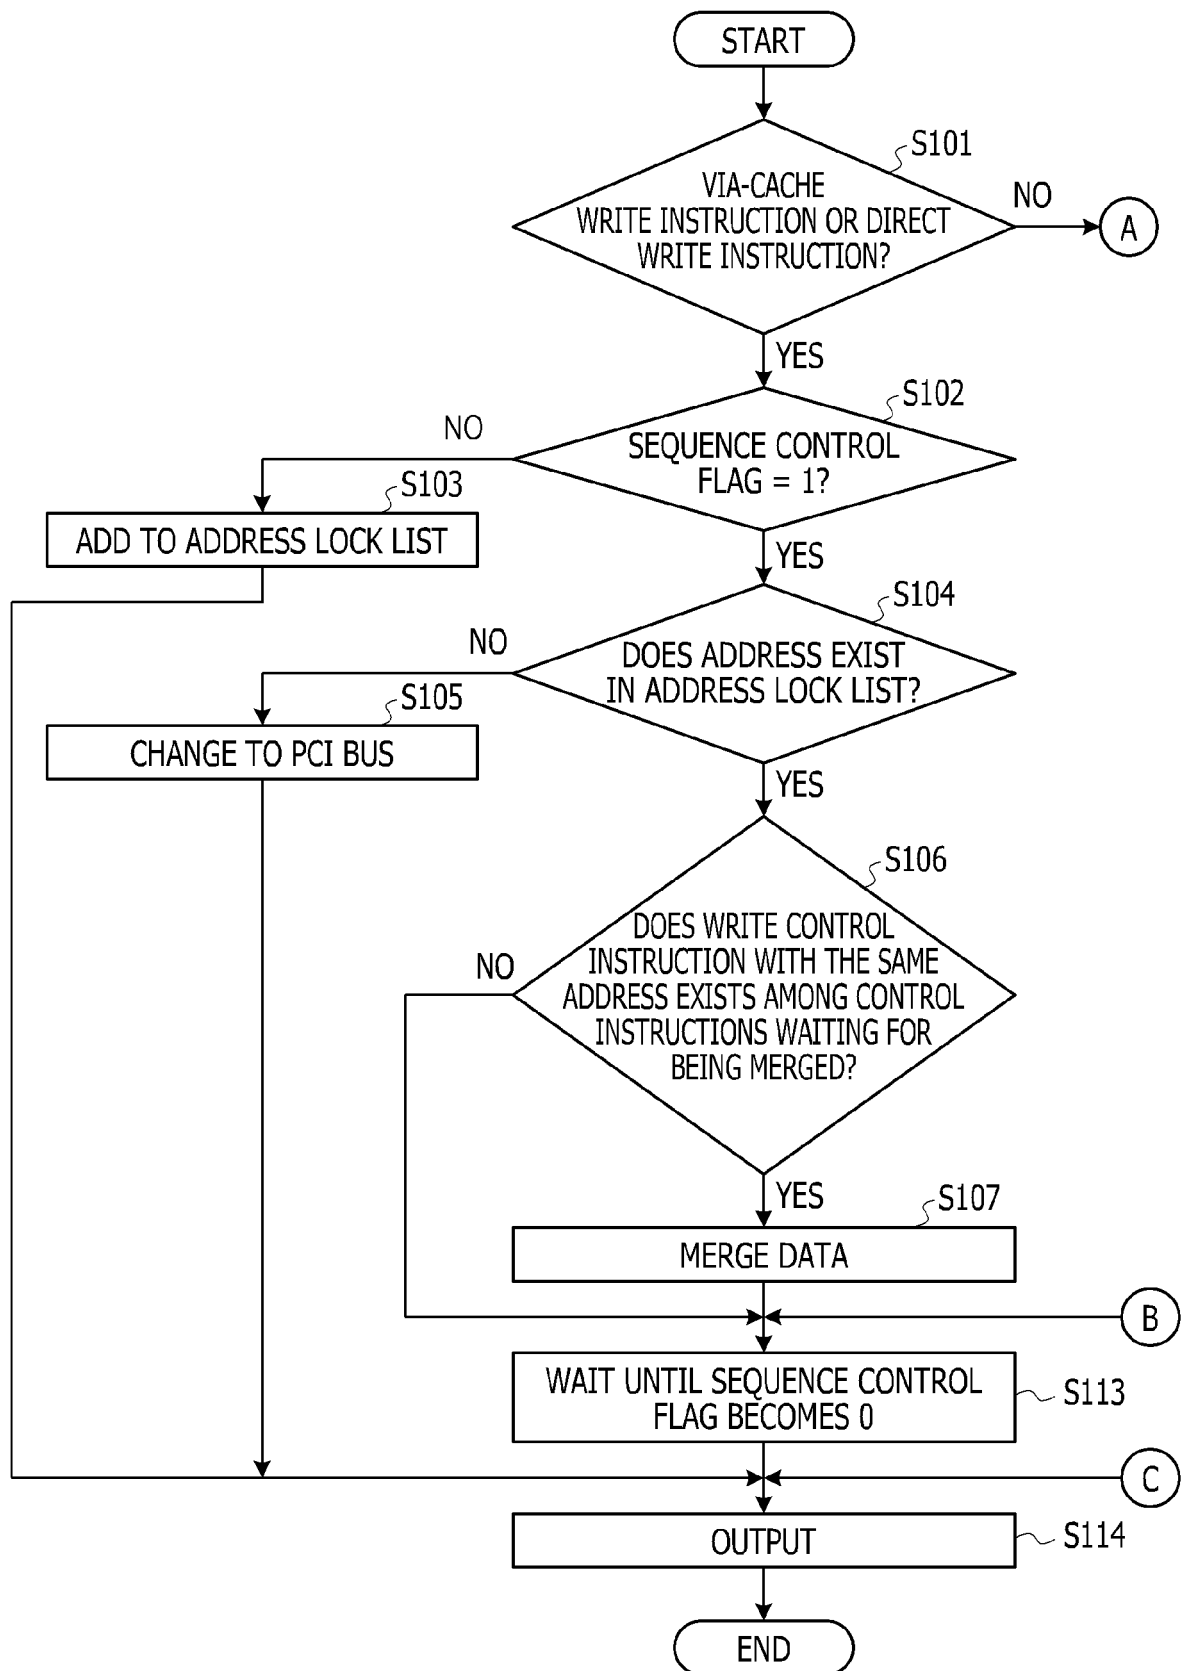 START
S101
VIA-CACHE
WRITE INSTRUCTION OR DIRECT
WRITE INSTRUCTION?
NO
A
YES
S102
NO
SEQUENCE CONTROL
FLAG = 1?
S103
ADD TO ADDRESS LOCK LIST
YES
S104
NO
DOES ADDRESS EXIST
IN ADDRESS LOCK LIST?
S105
CHANGE TO PCI BUS
YES
S106
DOES WRITE CONTROL
INSTRUCTION WITH THE SAME
ADDRESS EXISTS AMONG CONTROL
INSTRUCTIONS WAITING FOR
BEING MERGED?
NO
YES
S107
MERGE DATA
B
WAIT UNTIL SEQUENCE CONTROL
FLAG BECOMES 0
S113
C
OUTPUT
S114
END